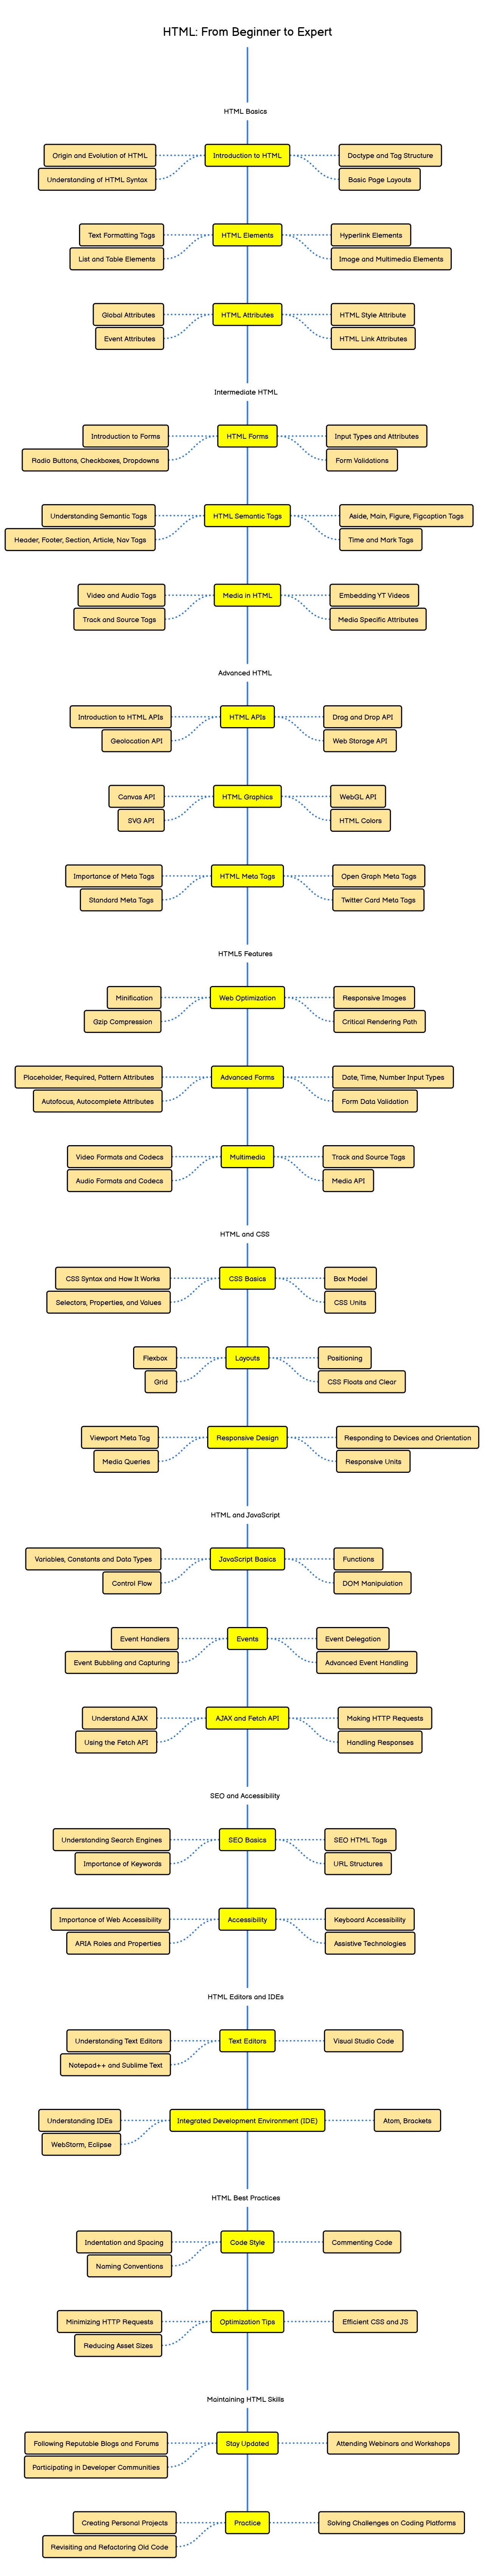 HTML: From Beginner to Expert
HTML Basics
Origin and Evolution of HTML
Introduction to HTML
Doctype and Tag Structure
Understanding of HTML Syntax
Basic Page Layouts
Text Formatting Tags
HTML Elements
Hyperlink Elements
List and Table Elements
Image and Multimedia Elements
Global Attributes
HTML Attributes
HTML Style Attribute
Event Attributes
HTML Link Attributes
Intermediate HTML
Introduction to Forms
HTML Forms
Input Types and Attributes
Radio Buttons, Checkboxes, Dropdowns
Form Validations
Understanding Semantic Tags
HTML Semantic Tags
Aside, Main, Figure, Figcaption Tags
Header, Footer, Section, Article, Nav Tags
Time and Mark Tags
Video and Audio Tags
Media in HTML
Embedding YT Videos
Track and Source Tags
Media Specific Attributes
Advanced HTML
Introduction to HTML APIs
HTML APIs
Drag and Drop API
Geolocation API
Web Storage API
Canvas API
HTML Graphics
WebGL API
SVG API
HTML Colors
Importance of Meta Tags
HTML Meta Tags
Open Graph Meta Tags
Standard Meta Tags
Twitter Card Meta Tags
HTML5 Features
Minification
Web Optimization
Responsive Images
Gzip Compression
Critical Rendering Path
Placeholder, Required, Pattern Attributes
Advanced Forms
Date, Time, Number Input Types
Autofocus, Autocomplete Attributes
Form Data Validation
Video Formats and Codecs
Multimedia
Track and Source Tags
Audio Formats and Codecs
Media API
HTML and CSS
CSS Syntax and How It Works
CSS Basics
Box Model
Selectors, Properties, and Values
CSS Units
Flexbox
Layouts
Positioning
Grid
CSS Floats and Clear
Viewport Meta Tag
Responsive Design
Responding to Devices and Orientation
Media Queries
Responsive Units
HTML and JavaScript
Variables, Constants and Data Types
JavaScript Basics
Functions
Control Flow
DOM Manipulation
Event Handlers
Events
Event Delegation
Event Bubbling and Capturing
Advanced Event Handling
Understand AJAX
AJAX and Fetch API
Making HTTP Requests
Using the Fetch API
Handling Responses
SEO and Accessibility
Understanding Search Engines
SEO Basics
SEO HTML Tags
Importance of Keywords
URL Structures
Importance of Web Accessibility
Accessibility
Keyboard Accessibility
ARIA Roles and Properties
Assistive Technologies
HTML Editors and IDEs
Understanding Text Editors
Text Editors
Visual Studio Code
Notepad++ and Sublime Text
Understanding IDEs
Integrated Development Environment (IDE)
Atom, Brackets
WebStorm, Eclipse
HTML Best Practices
Indentation and Spacing
Code Style
Commenting Code
Naming Conventions
Minimizing HTTP Requests
Optimization Tips
Efficient CSS and JS
Reducing Asset Sizes
Maintaining HTML Skills
Following Reputable Blogs and Forums
Stay Updated
Attending Webinars and Workshops
Participating in Developer Communities
Creating Personal Projects
Practice
Solving Challenges on Coding Platforms
Revisiting and Refactoring Old Code